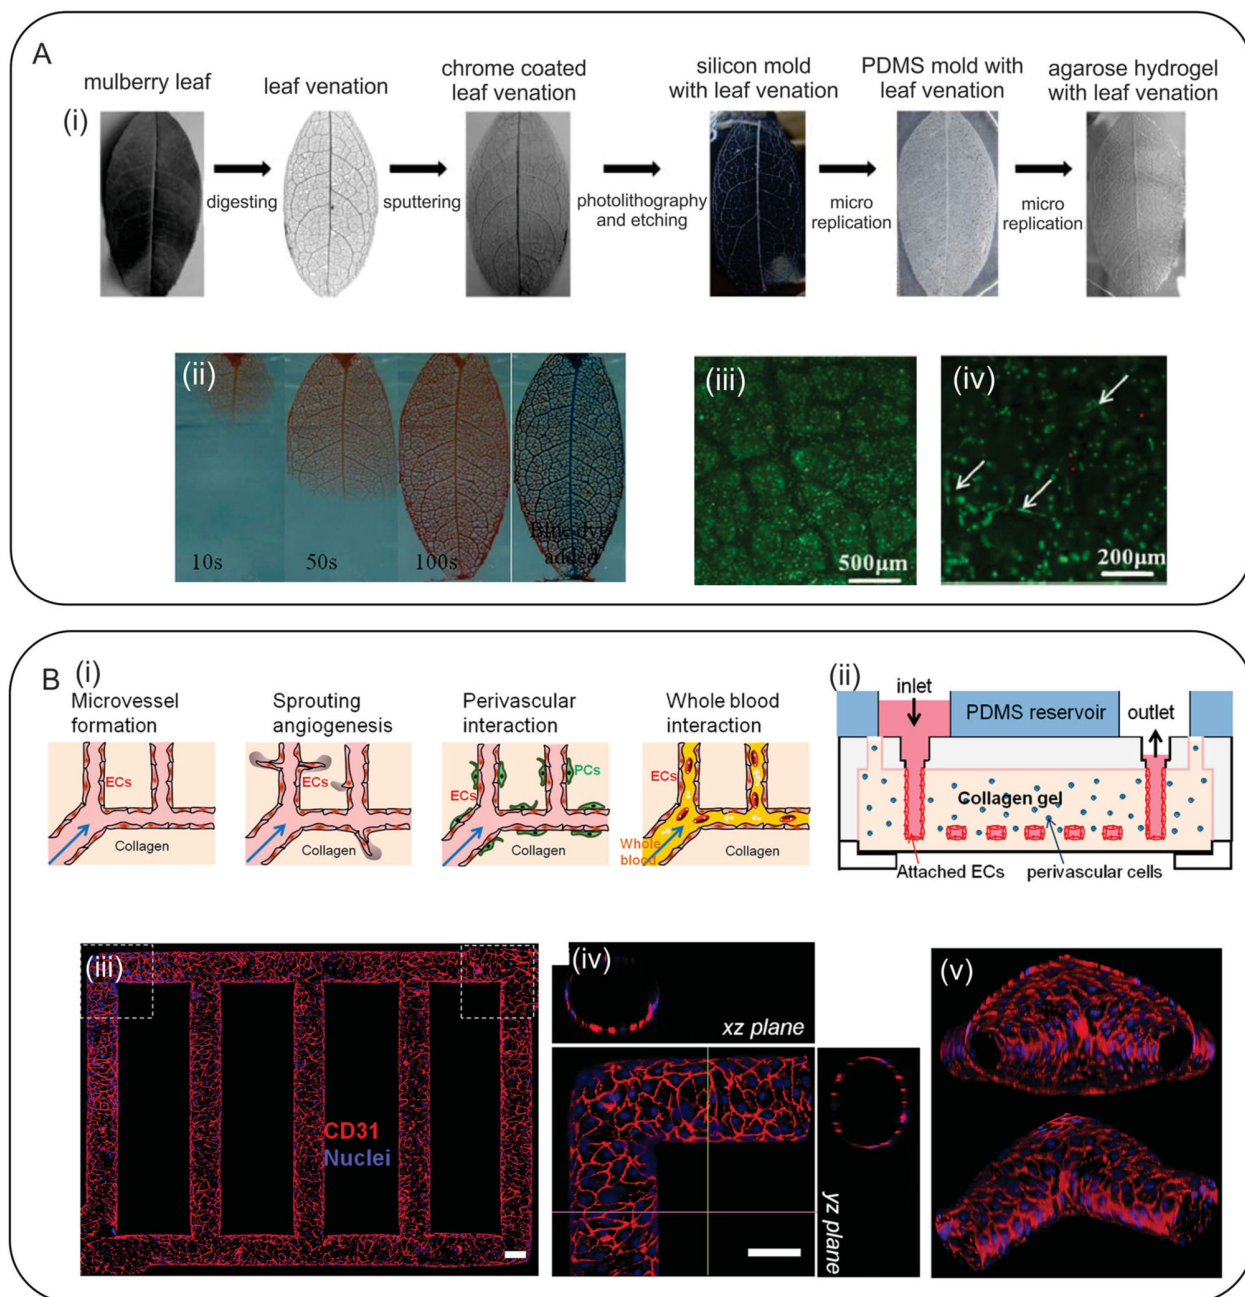 A
mulberry leaf
leaf venation
chrome coated
leaf venation
silicon mold
with leaf venation
PDMS mold with
leaf venation
agarose hydrogel
with leaf venation
(i)
digesting
sputtering
photolithography
and etching
micro
replication
micro
replication
(ii)
10s
50s
100s
Blue dye
added
(iii)
500μm
(iv)
200μm
B
(i)
Microvessel
formation
ECs
Collagen
Sprouting
angiogenesis
ECs
Collagen
Perivascular
interaction
PCs
ECs
Collagen
Whole blood
interaction
ECs
Whole
blood
Collagen
(ii)
inlet
PDMS reservoir
outlet
Collagen gel
Attached ECs
perivascular cells
(iii)
CD31
Nuclei
(iv)
xz plane
yz plane
(v)